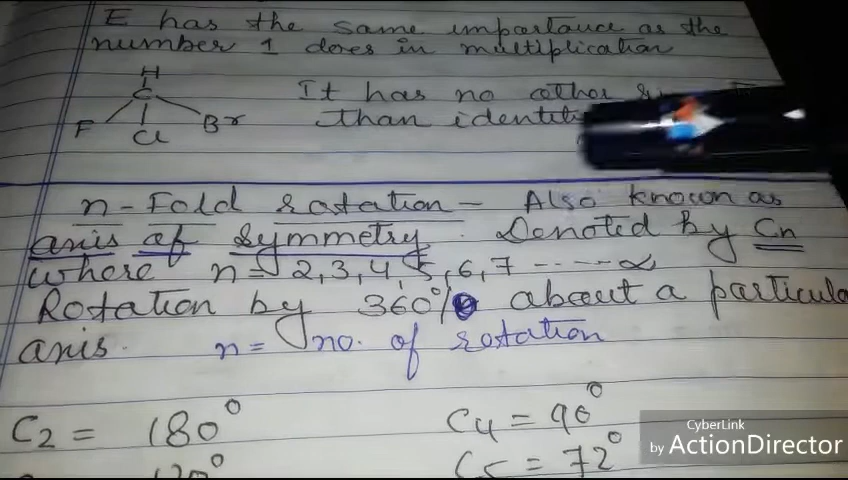 E has the same importance as the
number 1 does in multiplication
H
C
F
Cl
Br
It has no other
than
n-Fold rotation - Also known as
axis of symmetry. Denoted by Cn
where n = 2,3,4,5,6,7 ----- ∞
Rotation by 360°/ about a particula
axis. n = no. of rotation
C2 = 180°
C4 = 90°
120°
C5 = 72°
CyberLink
by ActionDirector